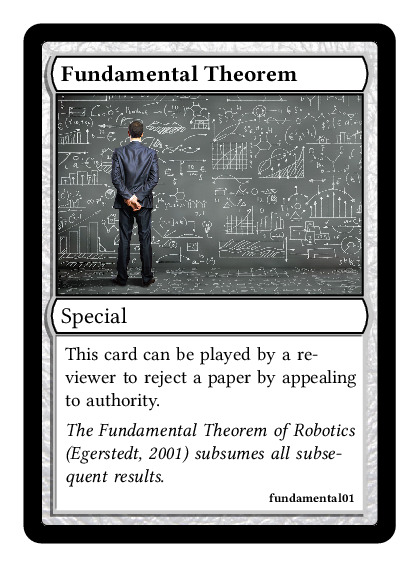 Fundamental Theorem
Special
This card can be played by a re-
viewer to reject a paper by appealing
to authority.
The Fundamental Theorem of Robotics
(Egerstedt, 2001) subsumes all subse-
quent results.
fundamental01